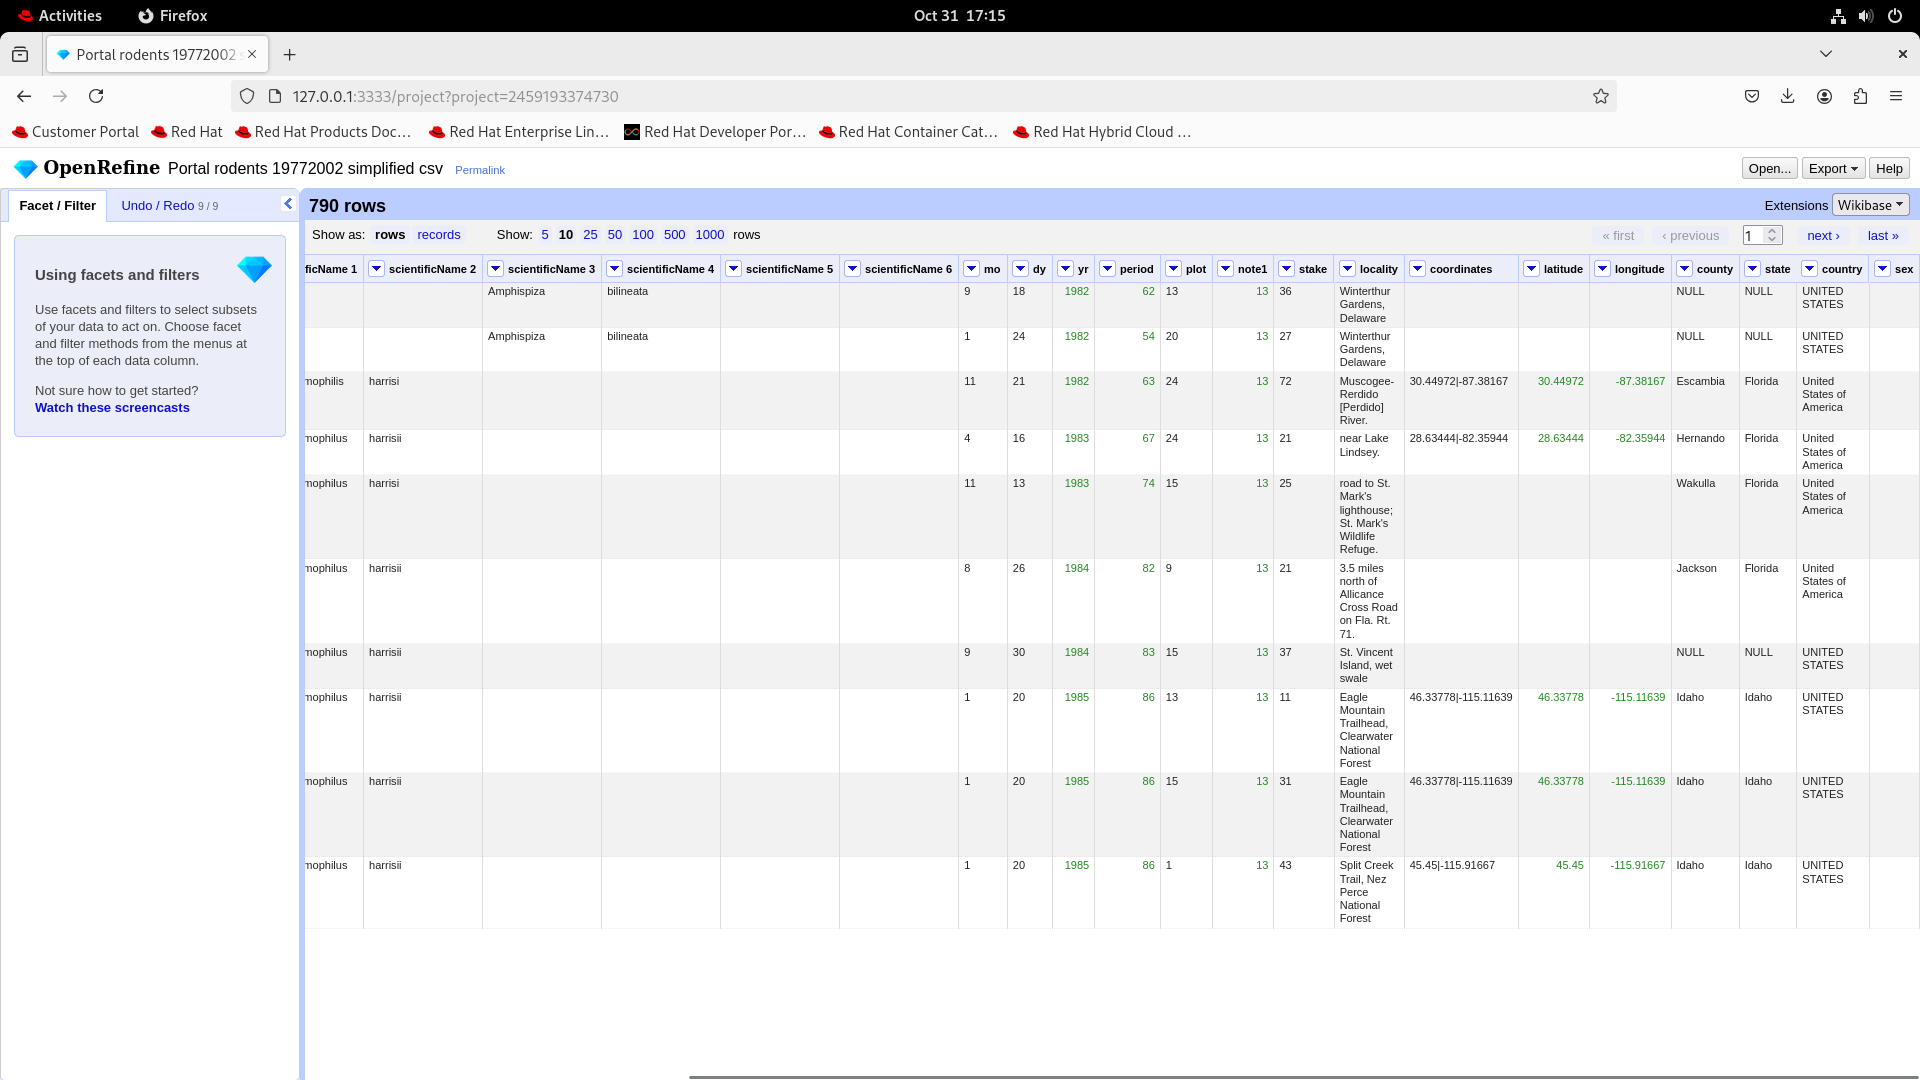 Activities Firefox Oct 31 17:15
Portal rodents 19772002
127.0.0.1:3333/project?project=2459193374730
Customer Portal Red Hat Red Hat Products Doc… Red Hat Enterprise Lin… Red Hat Developer Por… Red Hat Container Cat… Red Hat Hybrid Cloud …
OpenRefine Portal rodents 19772002 simplified csv Permalink Open... Export Help
Facet / Filter Undo / Redo 9 / 9 790 rows Extensions Wikibase
Show as: rows records Show: 5 10 25 50 100 500 1000 rows « first ‹ previous 1 next › last »
Using facets and filters
Use facets and filters to select subsets
of your data to act on. Choose facet
and filter methods from the menus at
the top of each data column.
Not sure how to get started?
Watch these screencasts
ficName 1 scientificName 2 scientificName 3 scientificName 4 scientificName 5 scientificName 6 mo dy yr period plot note1 stake locality coordinates latitude longitude county state country sex
Amphispiza bilineata 9 18 1982 62 13 13 36 Winterthur NULL NULL UNITED
Gardens, STATES
Delaware
Amphispiza bilineata 1 24 1982 54 20 13 27 Winterthur NULL NULL UNITED
Gardens, STATES
Delaware
mophilis harrisi 11 21 1982 63 24 13 72 Muscogee- 30.44972|-87.38167 30.44972 -87.38167 Escambia Florida United
Rerdido States of
[Perdido] America
River.
mophilus harrisii 4 16 1983 67 24 13 21 near Lake 28.63444|-82.35944 28.63444 -82.35944 Hernando Florida United
Lindsey. States of
America
mophilus harrisi 11 13 1983 74 15 13 25 road to St. Wakulla Florida United
Mark's States of
lighthouse; America
St. Mark's
Wildlife
Refuge.
mophilus harrisii 8 26 1984 82 9 13 21 3.5 miles Jackson Florida United
north of States of
Allicance America
Cross Road
on Fla. Rt.
71.
mophilus harrisii 9 30 1984 83 15 13 37 St. Vincent NULL NULL UNITED
Island, wet STATES
swale
mophilus harrisii 1 20 1985 86 13 13 11 Eagle 46.33778|-115.11639 46.33778 -115.11639 Idaho Idaho UNITED
Mountain STATES
Trailhead,
Clearwater
National
Forest
mophilus harrisii 1 20 1985 86 15 13 31 Eagle 46.33778|-115.11639 46.33778 -115.11639 Idaho Idaho UNITED
Mountain STATES
Trailhead,
Clearwater
National
Forest
mophilus harrisii 1 20 1985 86 1 13 43 Split Creek 45.45|-115.91667 45.45 -115.91667 Idaho Idaho UNITED
Trail, Nez STATES
Perce
National
Forest